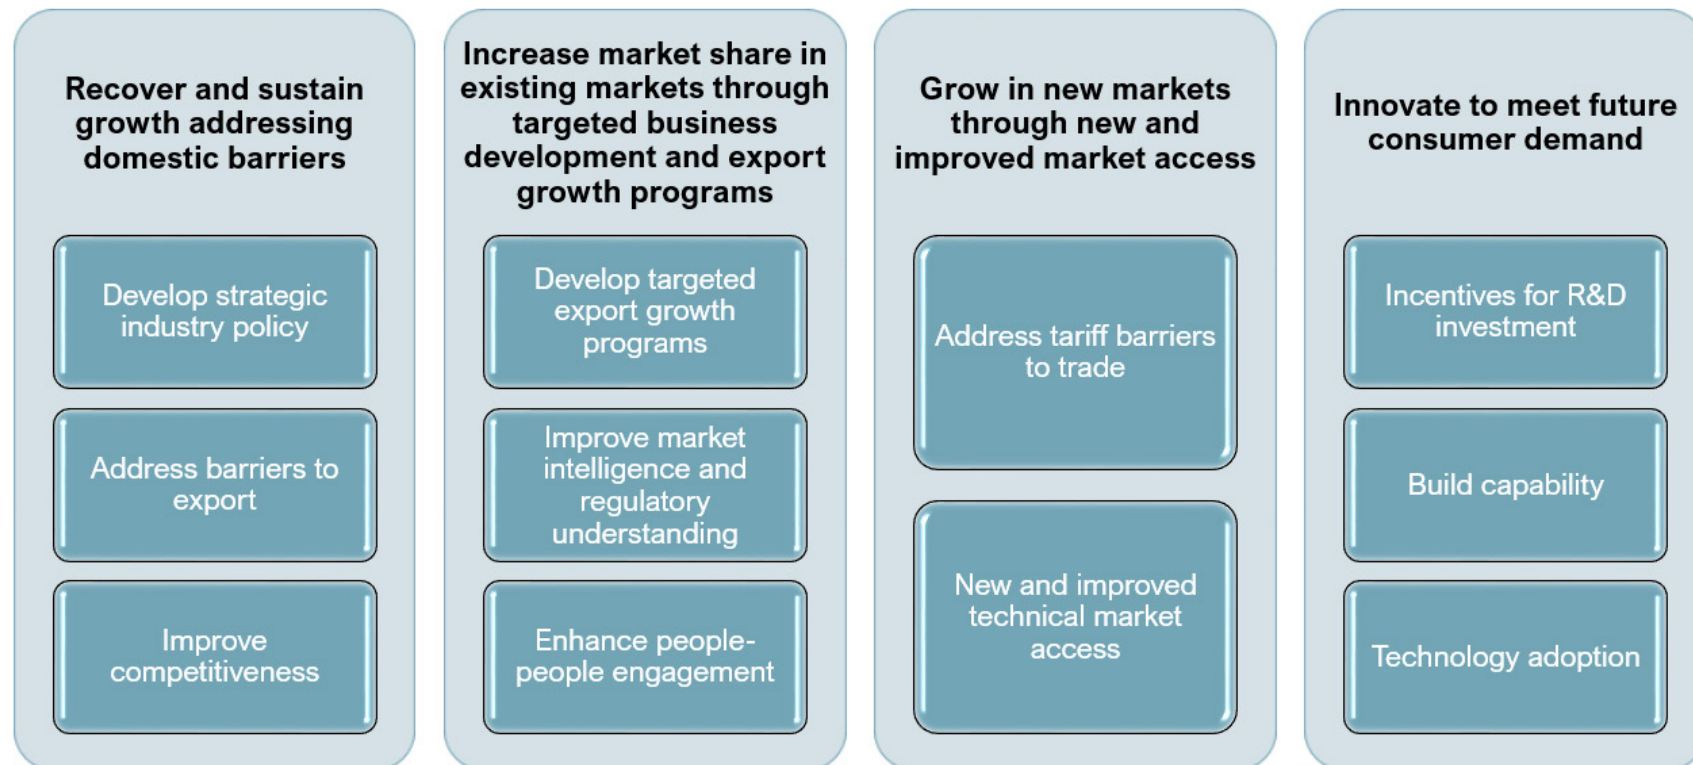 Recover and sustain
growth addressing
domestic barriers
Develop strategic
industry policy
Address barriers to
export
Improve
competitiveness
Increase market share in
existing markets through
targeted business
development and export
growth programs
Develop targeted
export growth
programs
Improve market
intelligence and
regulatory
understanding
Enhance people-
people engagement
Grow in new markets
through new and
improved market access
Address tariff barriers
to trade
New and improved
technical market
access
Innovate to meet future
consumer demand
Incentives for R&D
investment
Build capability
Technology adoption